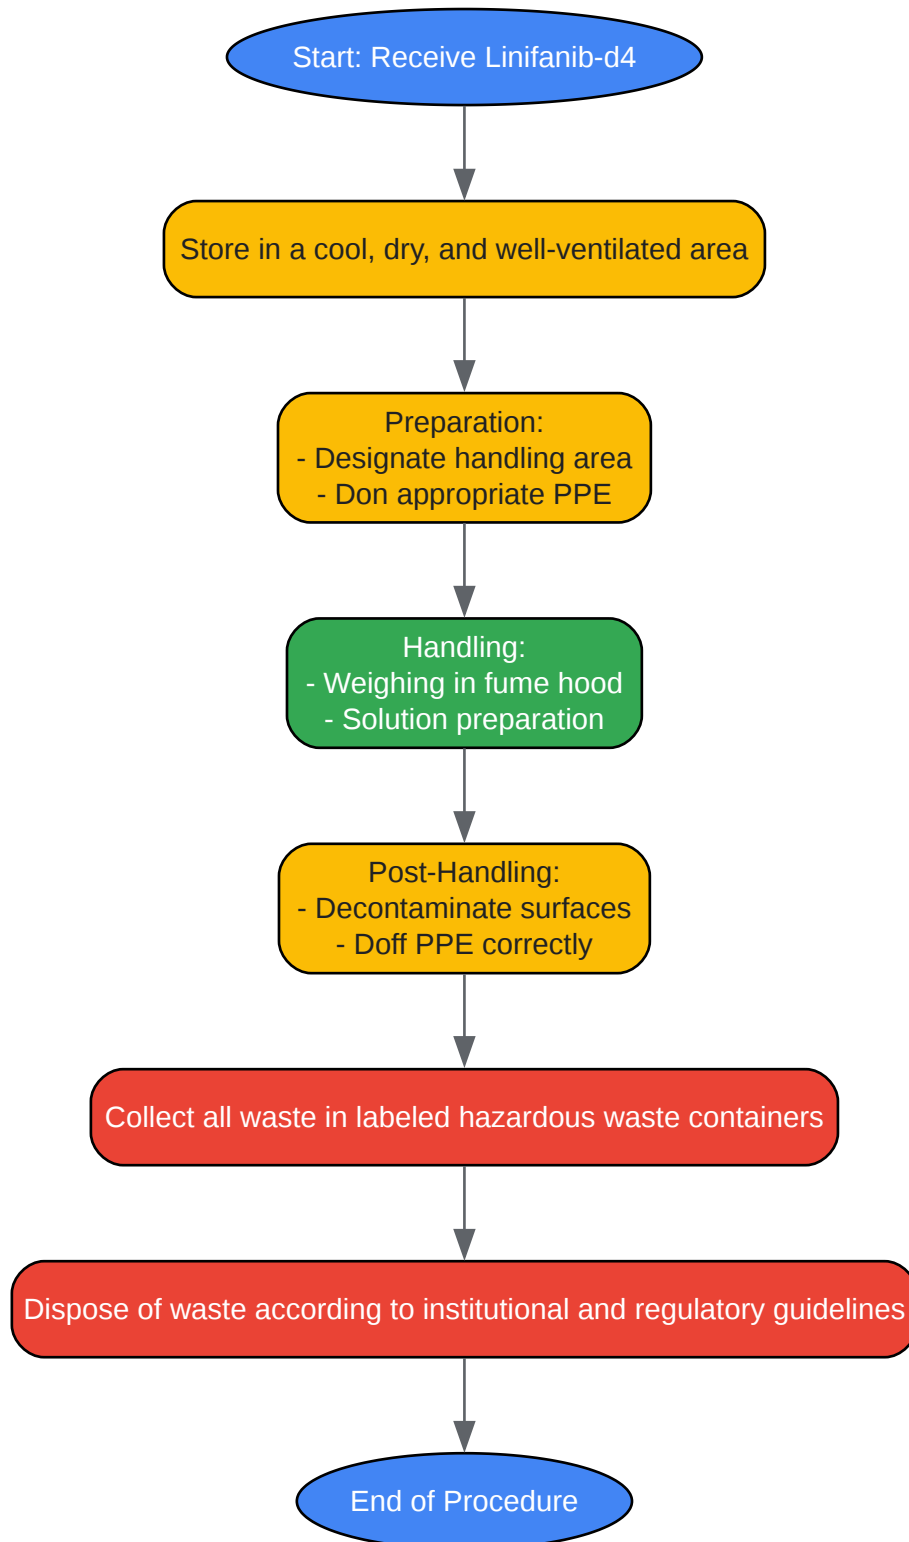 Start: Receive Linifanib-d4
Store in a cool, dry, and well-ventilated area
Preparation:
- Designate handling area
- Don appropriate PPE
Handling:
- Weighing in fume hood
- Solution preparation
Post-Handling:
- Decontaminate surfaces
- Doff PPE correctly
Collect all waste in labeled hazardous waste containers
Dispose of waste according to institutional and regulatory guidelines
End of Procedure